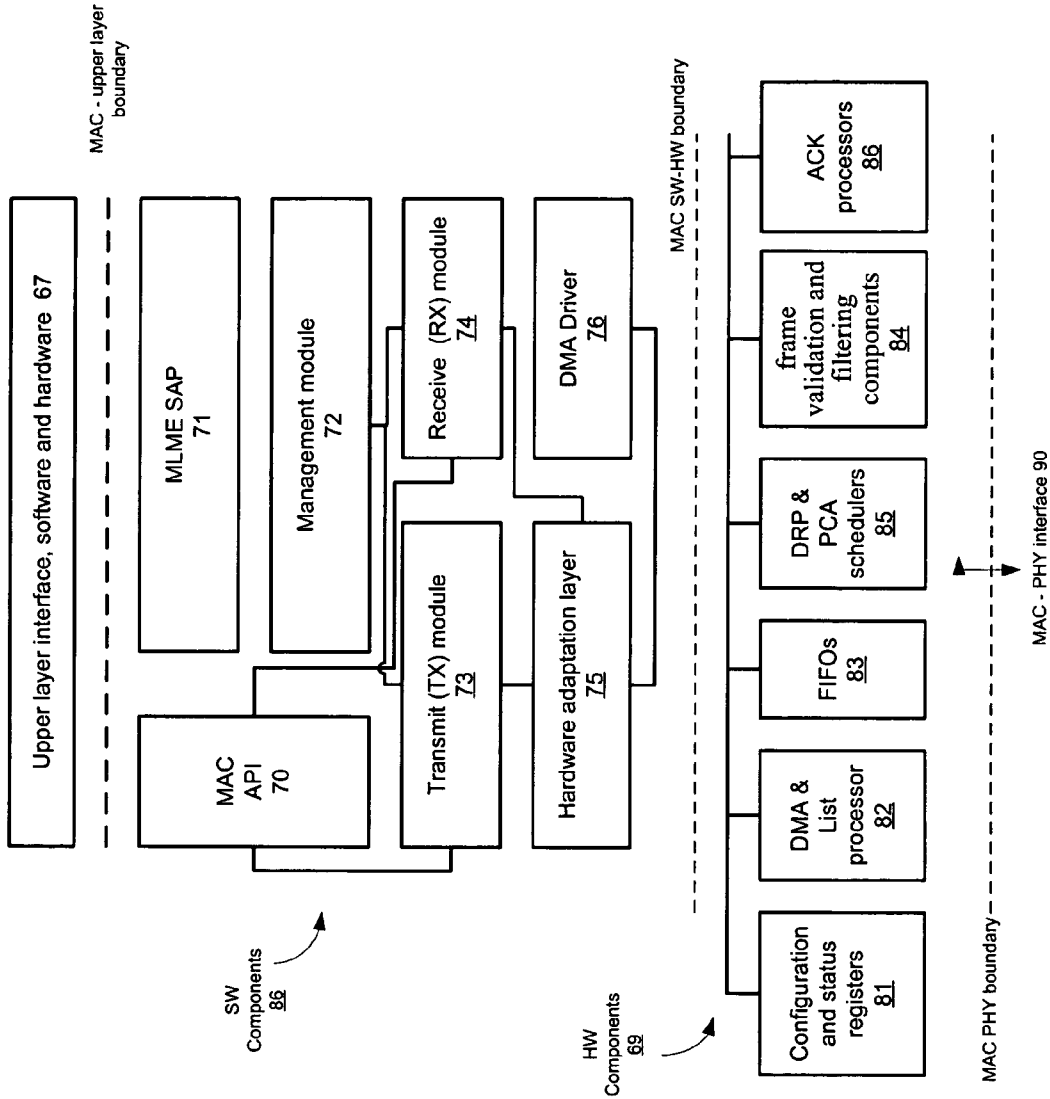 Upper layer interface, software and hardware 67
MAC - upper layer
boundary
MAC
API
70
MLME SAP
71
Management module
72
SW
Components
86
Transmit (TX) module
73
Receive (RX) module
74
Hardware adaptation layer
75
DMA Driver
76
MAC SW-HW boundary
HW
Components
69
Configuration
and status
registers
81
DMA &
List
processor
82
FIFOs
83
DRP &
PCA
schedulers
85
frame
validation and
filtering
components
84
ACK
processors
86
MAC PHY boundary
MAC - PHY interface 90